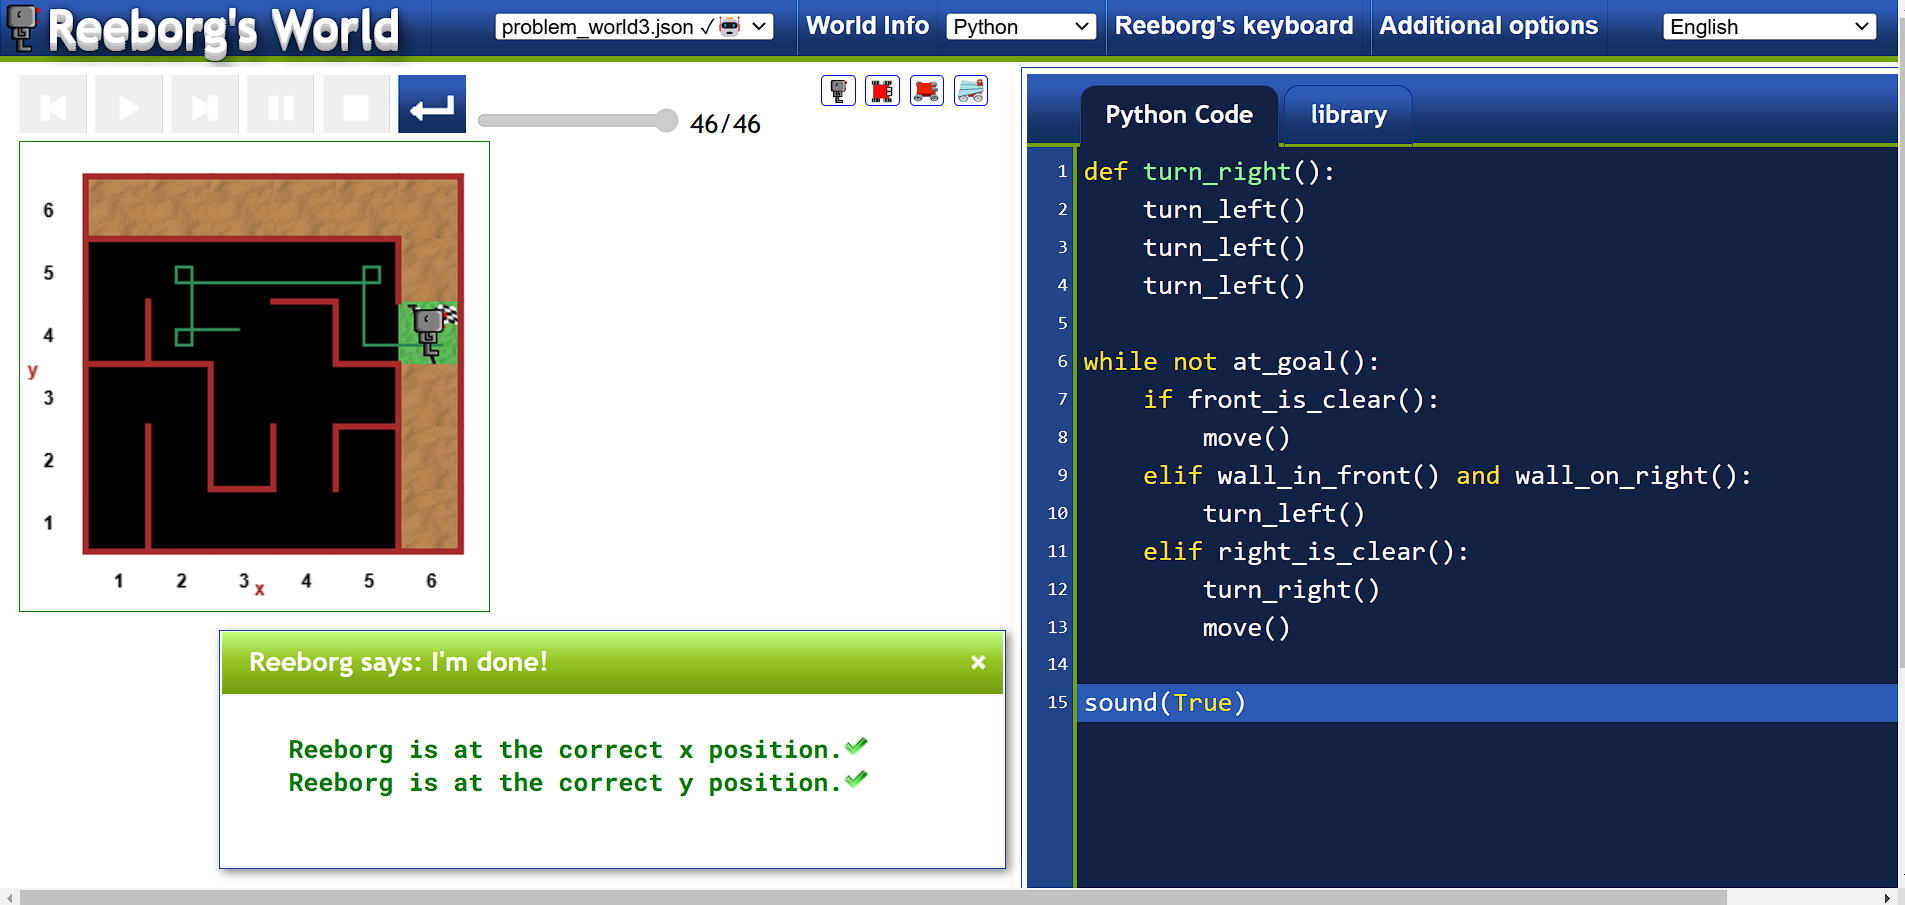 Reeborg's World
problem_world3.json ✓🤖
World Info
Python
Reeborg's keyboard
Additional options
English
46/46
Python Code
library
6
5
4
y
3
2
1
1 2 3 x 4 5 6
Reeborg says: I'm done!
×
Reeborg is at the correct x position.✔
Reeborg is at the correct y position.✔
1 def turn_right():
2     turn_left()
3     turn_left()
4     turn_left()
5
6 while not at_goal():
7     if front_is_clear():
8         move()
9     elif wall_in_front() and wall_on_right():
10         turn_left()
11     elif right_is_clear():
12         turn_right()
13         move()
14
15 sound(True)